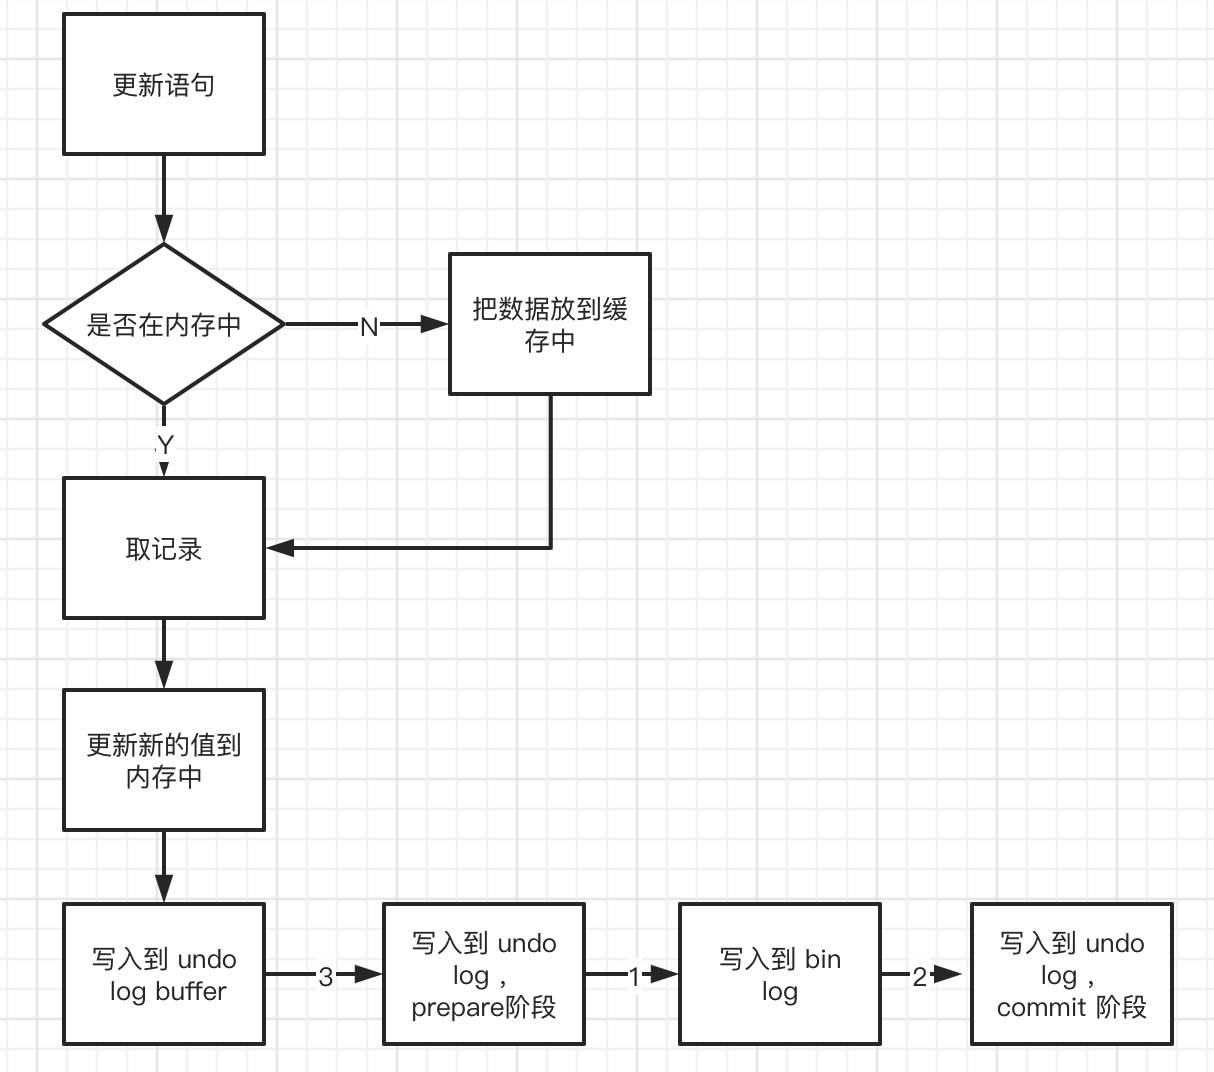 更新语句
是否在内存中
N
把数据放到缓
存中
Y
取记录
更新新的值到
内存中
写入到 undo
log buffer
3
写入到 undo
log ，
prepare阶段
1
写入到 bin
log
2
写入到 undo
log ，
commit 阶段